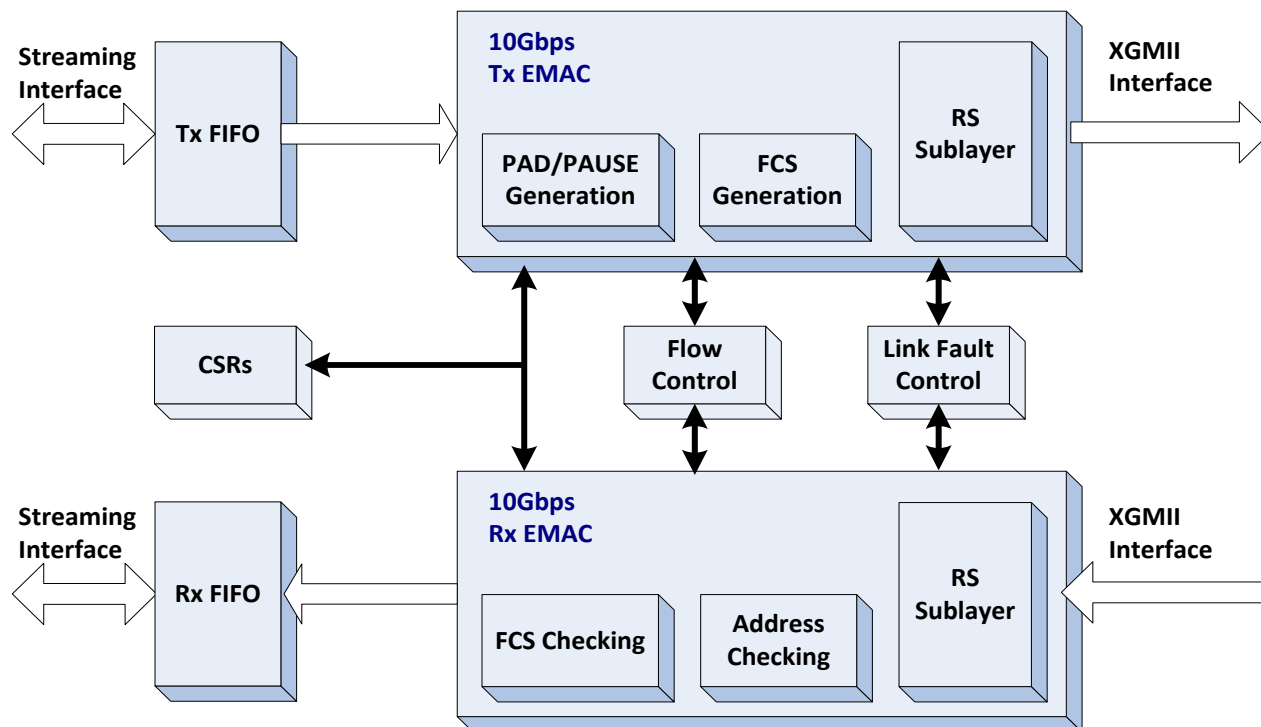 Streaming
Interface
Tx FIFO
10Gbps
Tx EMAC
PAD/PAUSE
Generation
FCS
Generation
RS
Sublayer
XGMII
Interface
CSRs
Flow
Control
Link Fault
Control
Streaming
Interface
Rx FIFO
10Gbps
Rx EMAC
FCS Checking
Address
Checking
RS
Sublayer
XGMII
Interface